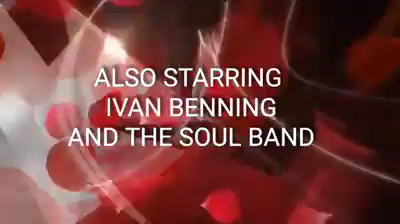 ALSO STARRING
IVAN BENNING
AND THE SOUL BAND